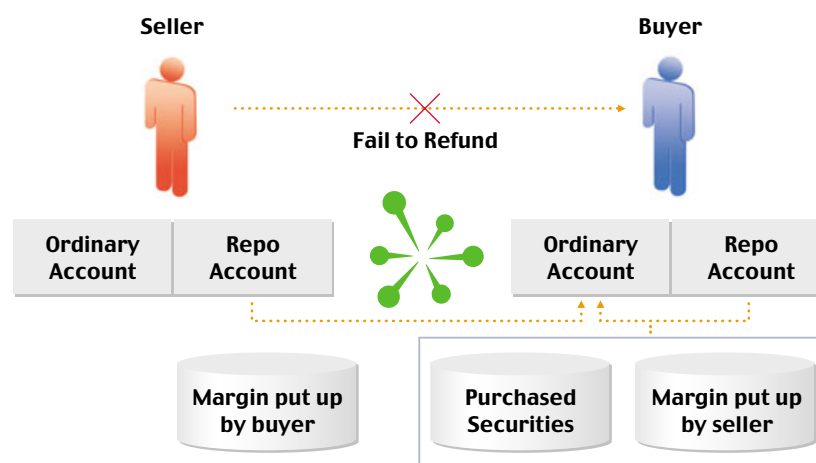 Seller
Buyer
Fail to Refund
Ordinary
Account
Repo
Account
Ordinary
Account
Repo
Account
Margin put up
by buyer
Purchased
Securities
Margin put up
by seller